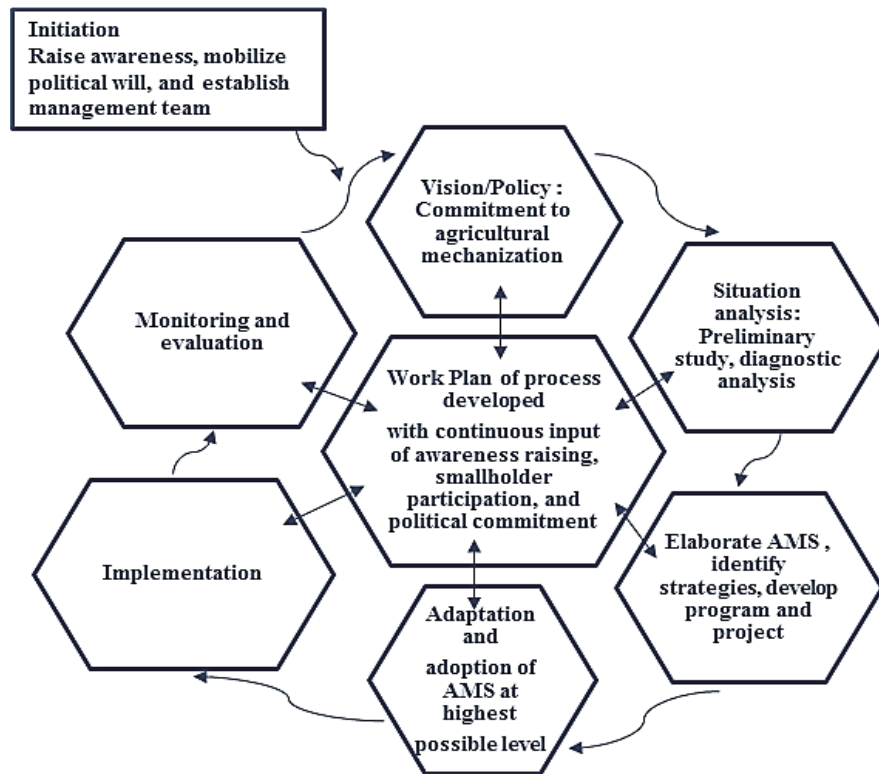 Initiation
Raise awareness, mobilize
political will, and establish
management team
Vision/Policy :
Commitment to
agricultural
mechanization
Situation
analysis:
Preliminary
study, diagnostic
analysis
Monitoring and
evaluation
Work Plan of process
developed
with continuous input
of awareness raising,
smallholder
participation, and
political commitment
Elaborate AMS ,
identify
strategies, develop
program and
project
Implementation
Adaptation
and
adoption of
AMS at
highest
possible level